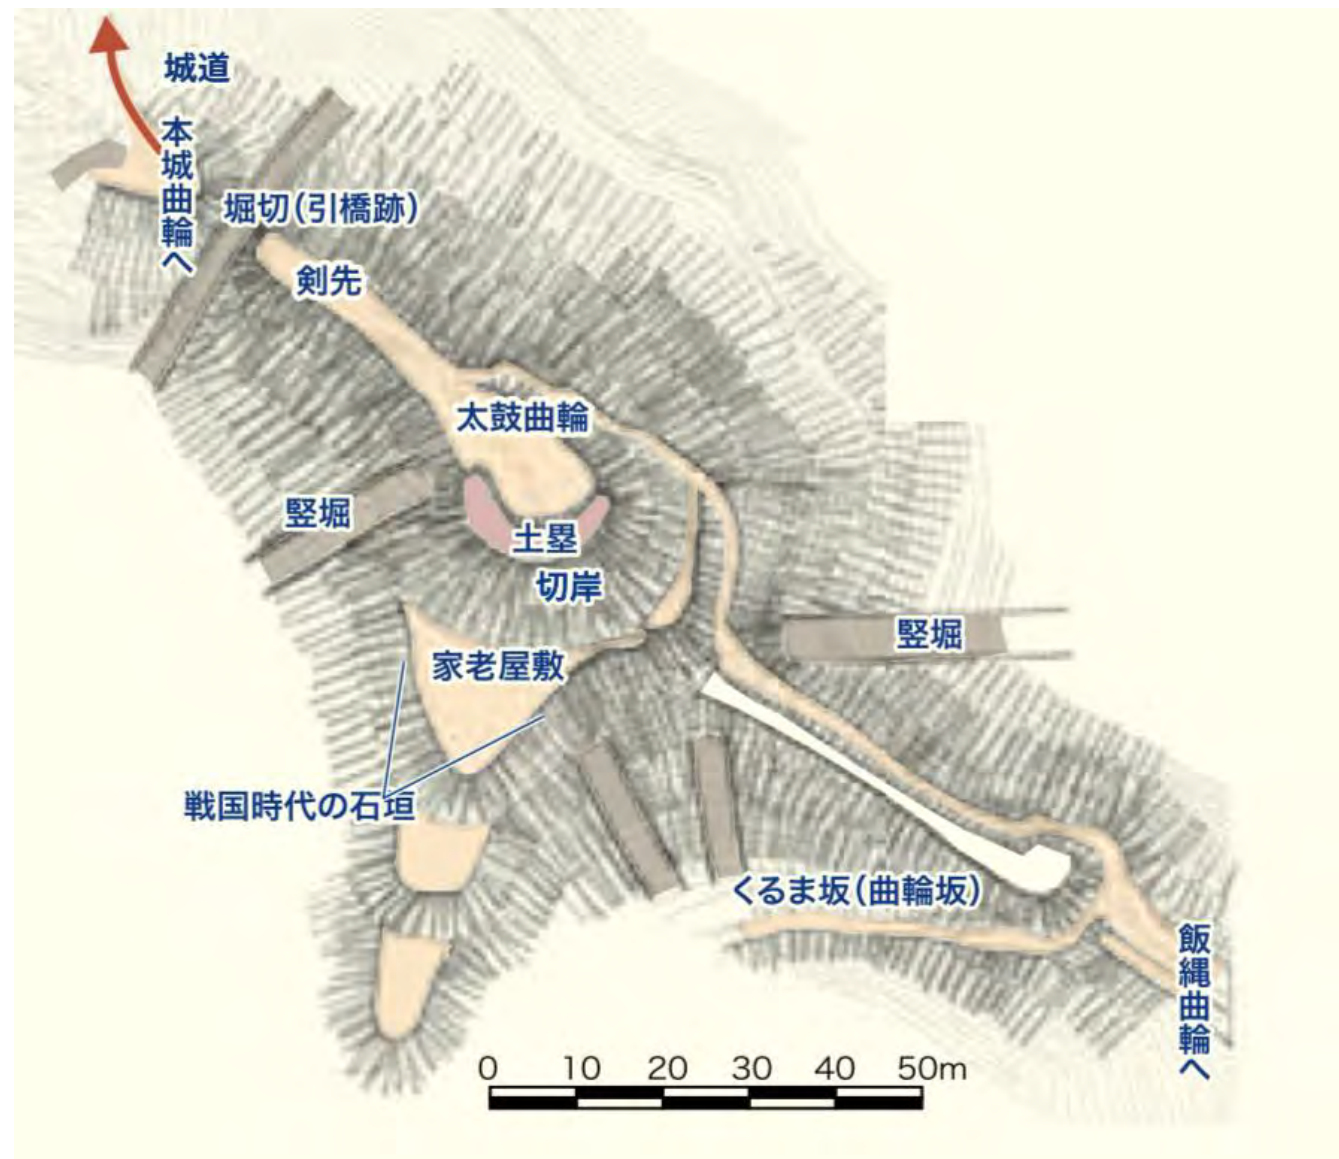 城道
本城曲輪へ
堀切（引橋跡）
剣先
太鼓曲輪
竪堀
土塁
切岸
竪堀
家老屋敷
戦国時代の石垣
くるま坂（曲輪坂）
飯縄曲輪へ
0 10 20 30 40 50m